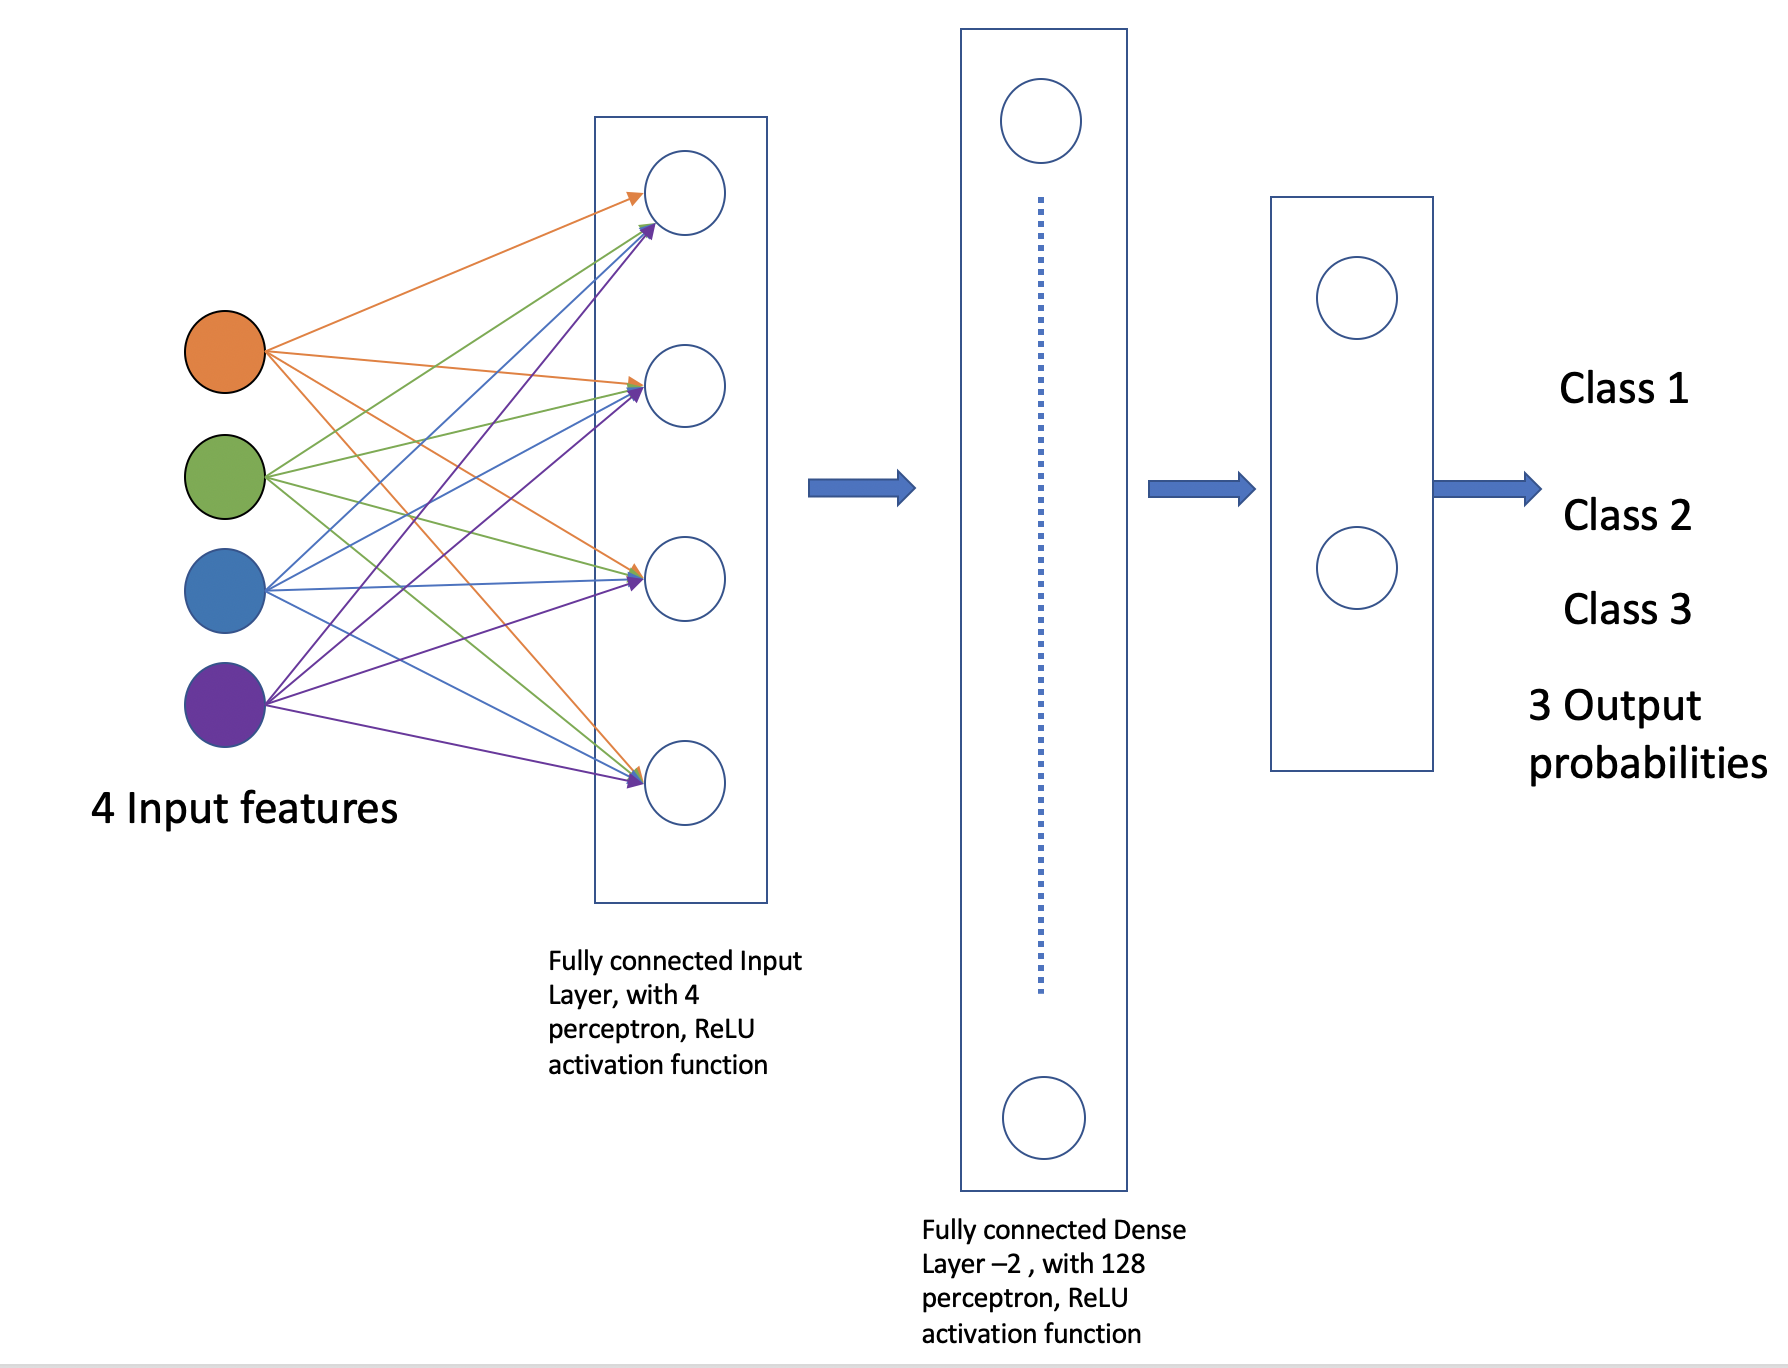 4 Input features
Fully connected Input
Layer, with 4
perceptron, ReLU
activation function
Fully connected Dense
Layer –2 , with 128
perceptron, ReLU
activation function
Class 1
Class 2
Class 3
3 Output
probabilities